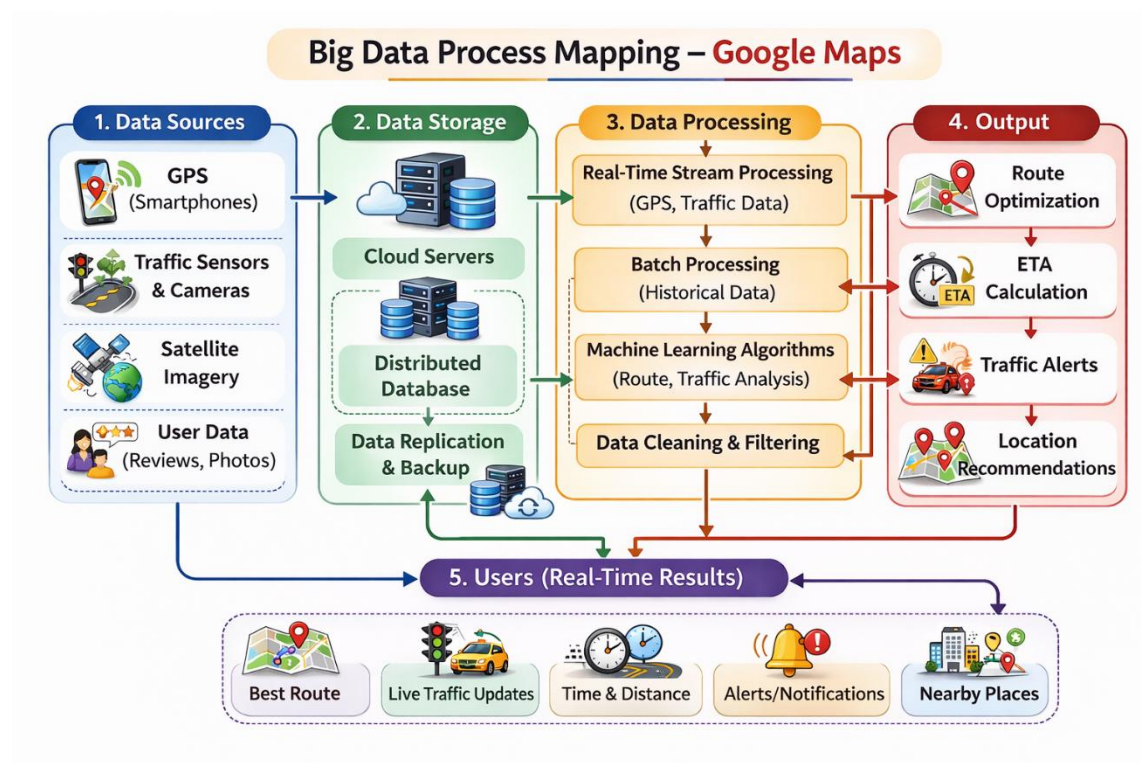 Big Data Process Mapping – Google Maps
1. Data Sources
GPS
(Smartphones)
Traffic Sensors
& Cameras
Satellite
Imagery
User Data
(Reviews, Photos)
2. Data Storage
Cloud Servers
Distributed
Database
Data Replication
& Backup
3. Data Processing
Real-Time Stream Processing
(GPS, Traffic Data)
Batch Processing
(Historical Data)
Machine Learning Algorithms
(Route, Traffic Analysis)
Data Cleaning & Filtering
4. Output
Route
Optimization
ETA
Calculation
ETA
Traffic Alerts
Location
Recommendations
5. Users (Real-Time Results)
Best Route
Live Traffic Updates
Time & Distance
Alerts/Notifications
Nearby Places